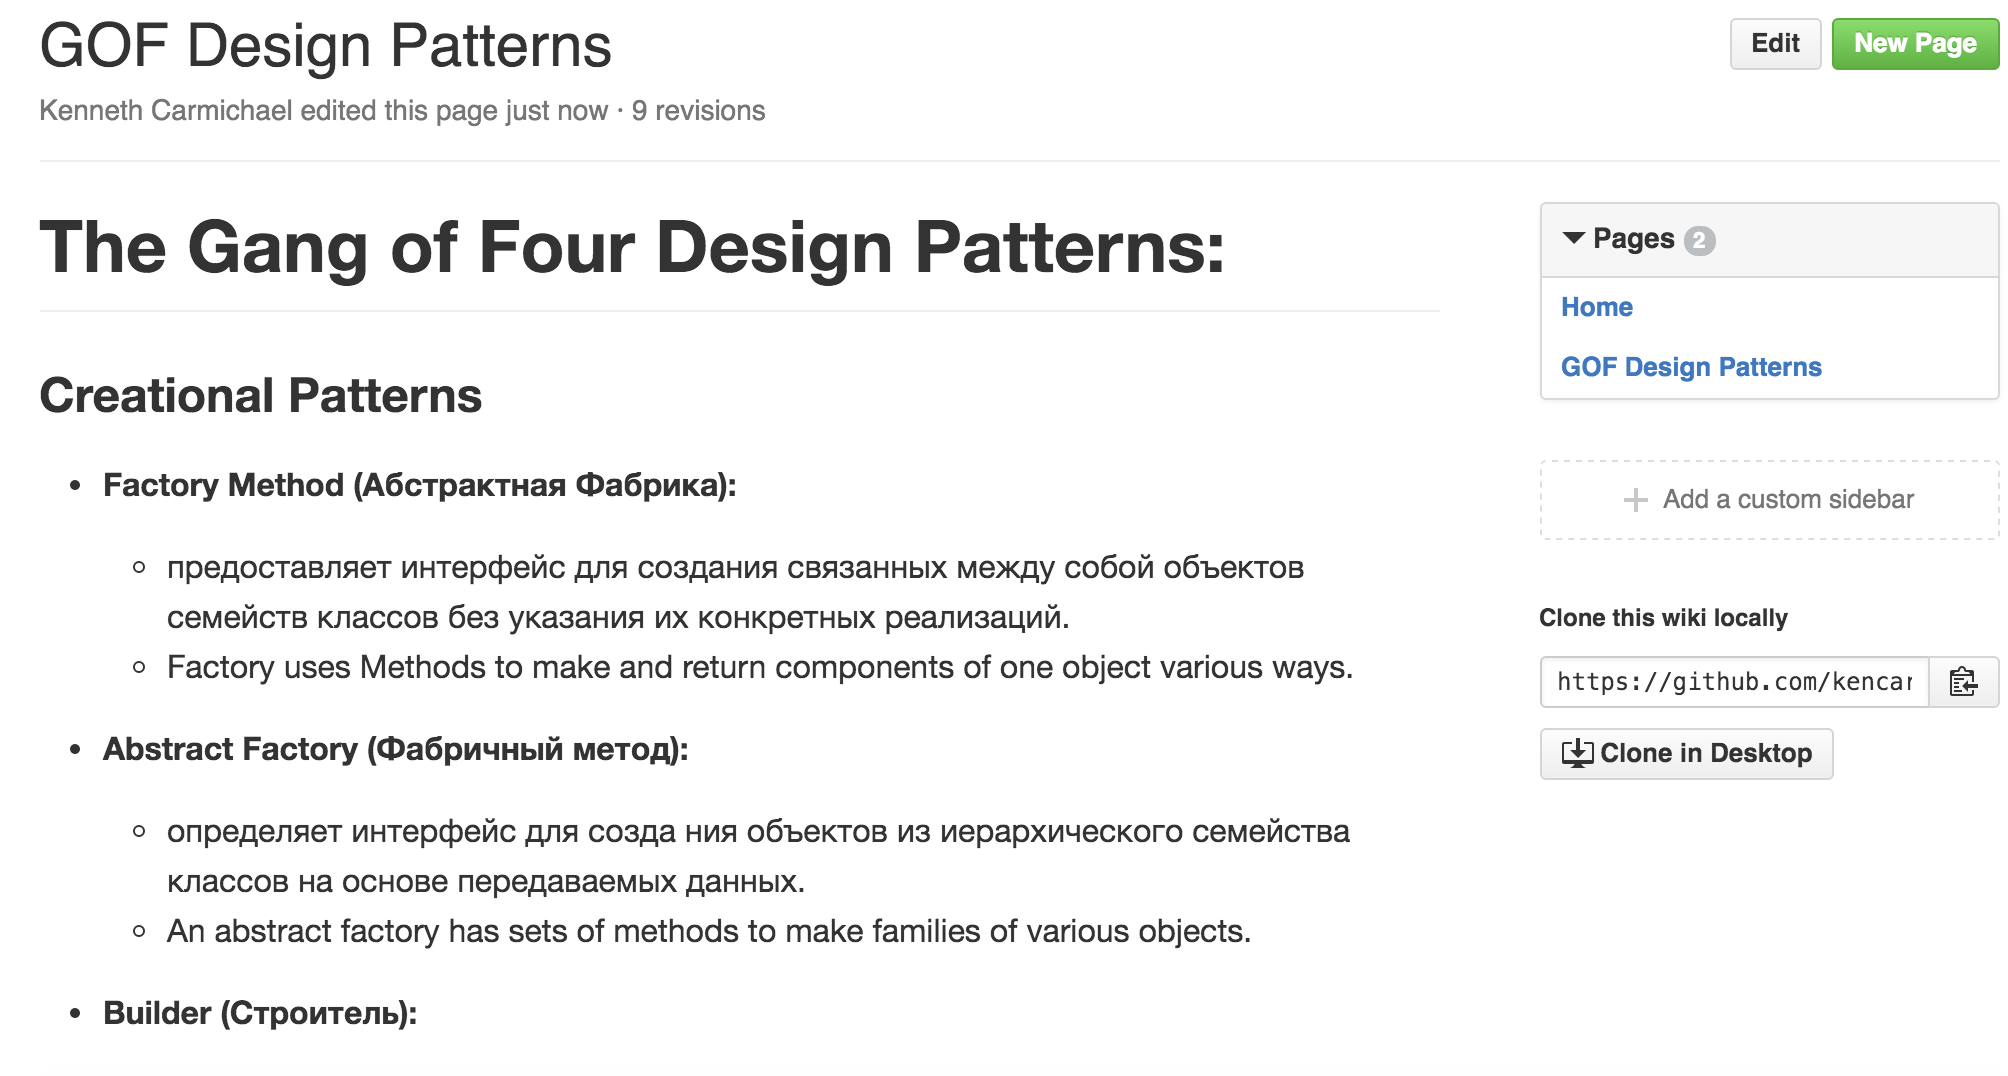 GOF Design Patterns
Edit
New Page
Kenneth Carmichael edited this page just now · 9 revisions
The Gang of Four Design Patterns:
Creational Patterns
• Factory Method (Абстрактная Фабрика):
◦ предоставляет интерфейс для создания связанных между собой объектов
семейств классов без указания их конкретных реализаций.
◦ Factory uses Methods to make and return components of one object various ways.
• Abstract Factory (Фабричный метод):
◦ определяет интерфейс для созда ния объектов из иерархического семейства
классов на основе передаваемых данных.
◦ An abstract factory has sets of methods to make families of various objects.
• Builder (Строитель):
Pages 2
Home
GOF Design Patterns
Add a custom sidebar
Clone this wiki locally
https://github.com/kencar
Clone in Desktop